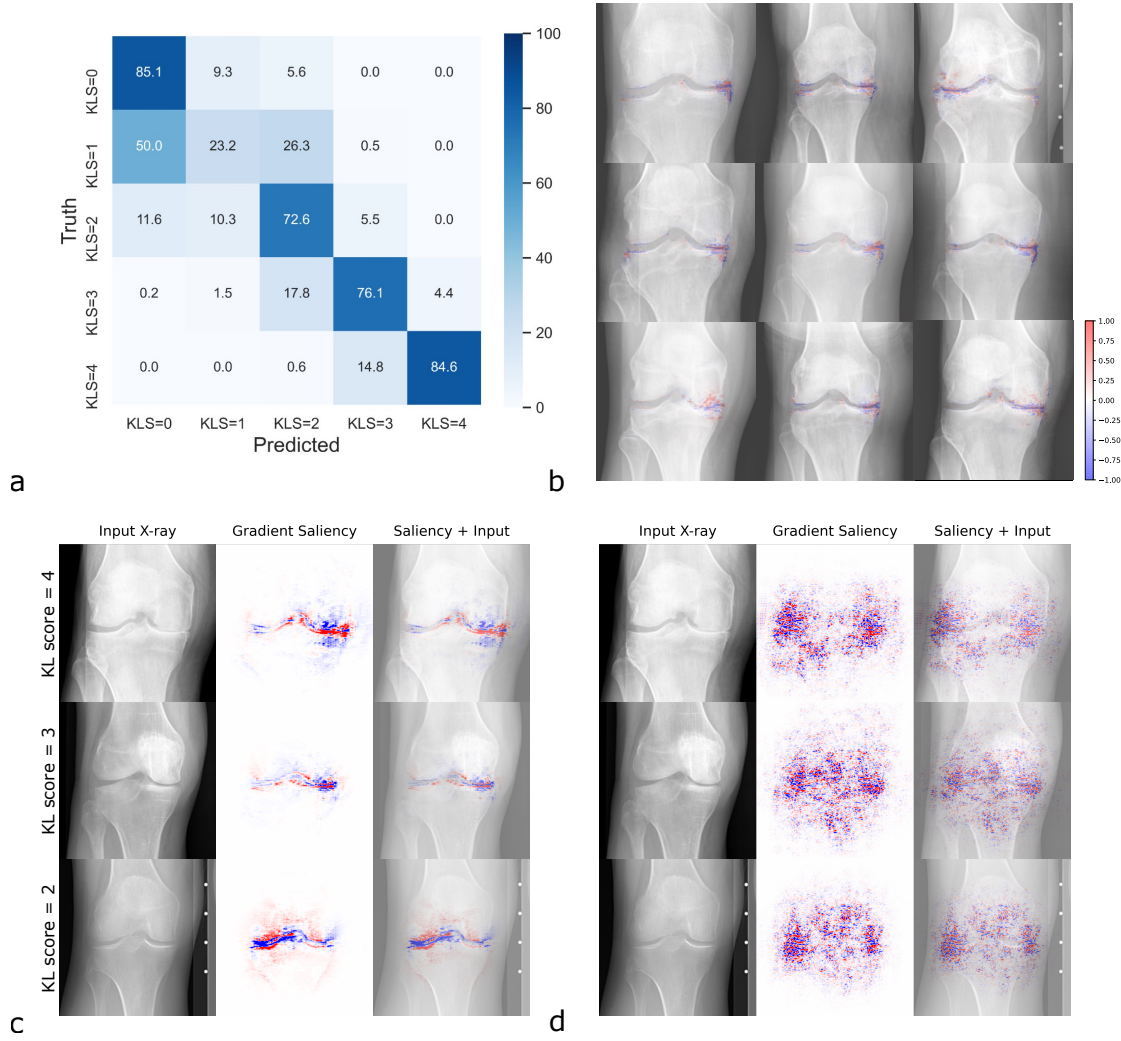 100
80
60
40
20
0
KLS=0
85.1 9.3 5.6 0.0 0.0
KLS=1
50.0 23.2 26.3 0.5 0.0
KLS=2
11.6 10.3 72.6 5.5 0.0
KLS=3
0.2 1.5 17.8 76.1 4.4
KLS=4
0.0 0.0 0.6 14.8 84.6
Truth
KLS=0 KLS=1 KLS=2 KLS=3 KLS=4
Predicted
a
1.00
0.75
0.50
0.25
0.00
−0.25
−0.50
−0.75
−1.00
b
Input X-ray Gradient Saliency Saliency + Input
KL score = 4
KL score = 3
KL score = 2
c
Input X-ray Gradient Saliency Saliency + Input
d